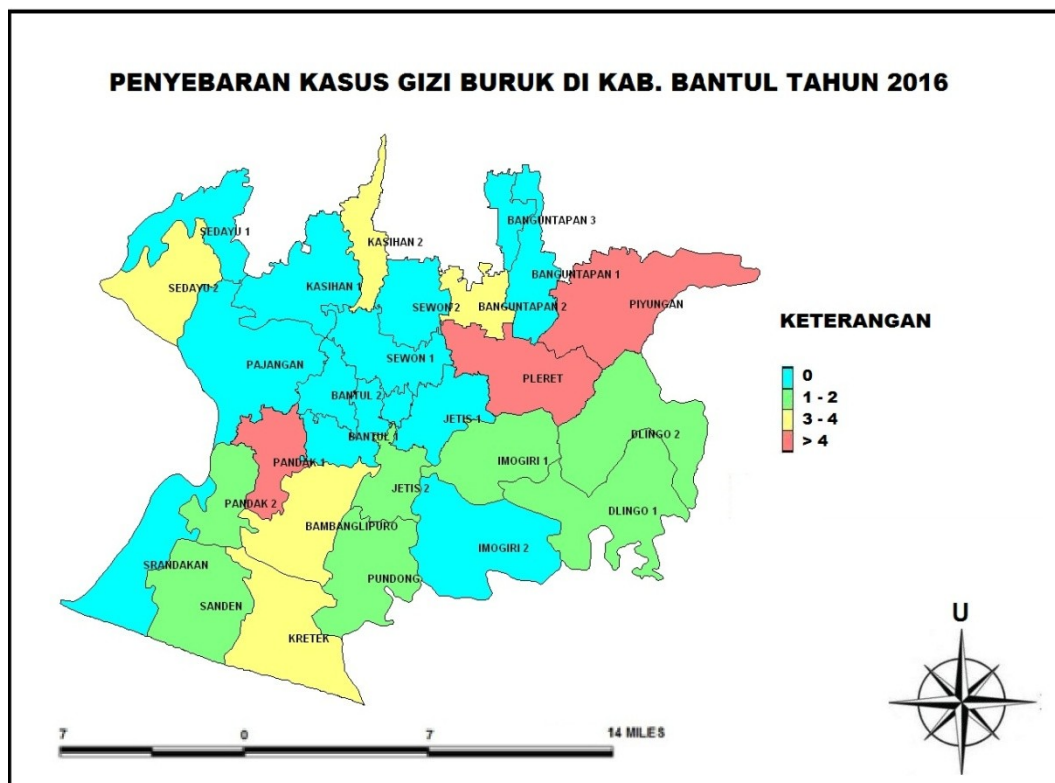 PENYEBARAN KASUS GIZI BURUK DI KAB. BANTUL TAHUN 2016
BANGUNTAPAN 3
SEDAYU 1
KASIHAN 2
BANGUNTAPAN 1
SEDAYU 2
KASIHAN 1
PIYUNGAN
SEWON 2
BANGUNTAPAN 2
KETERANGAN
0
1 - 2
3 - 4
> 4
SEWON 1
PAJANGAN
PLERET
BANTUL 2
JETIS 1
BANTUL 1
DLINGO 2
PANDAK 1
IMOGIRI 1
JETIS 2
PANDAK 2
DLINGO 1
BAMBANGLIPURO
IMOGIRI 2
SRANDAKAN
PUNDONG
SANDEN
KRETEK
U
7 0 7 14 MILES